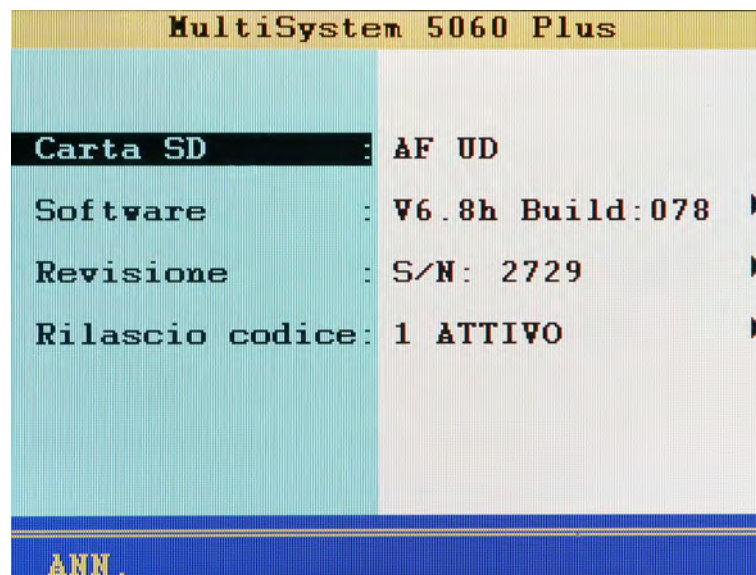 MultiSystem 5060 Plus
Carta SD : AF UD
Software : V6.8h Build:078
Revisione : S/N: 2729
Rilascio codice: 1 ATTIVO
ANN.